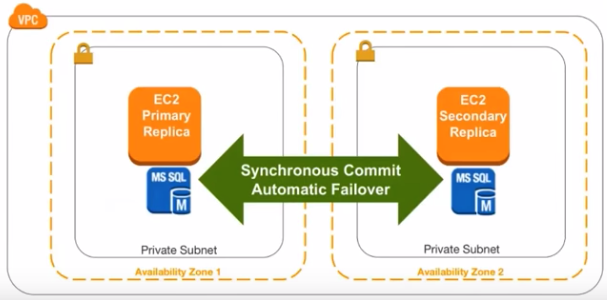 VPC
EC2
Primary
Replica
MS SQL
M
Synchronous Commit
Automatic Failover
EC2
Secondary
Replica
MS SQL
M
Private Subnet
Private Subnet
Availability Zone 1
Availability Zone 2